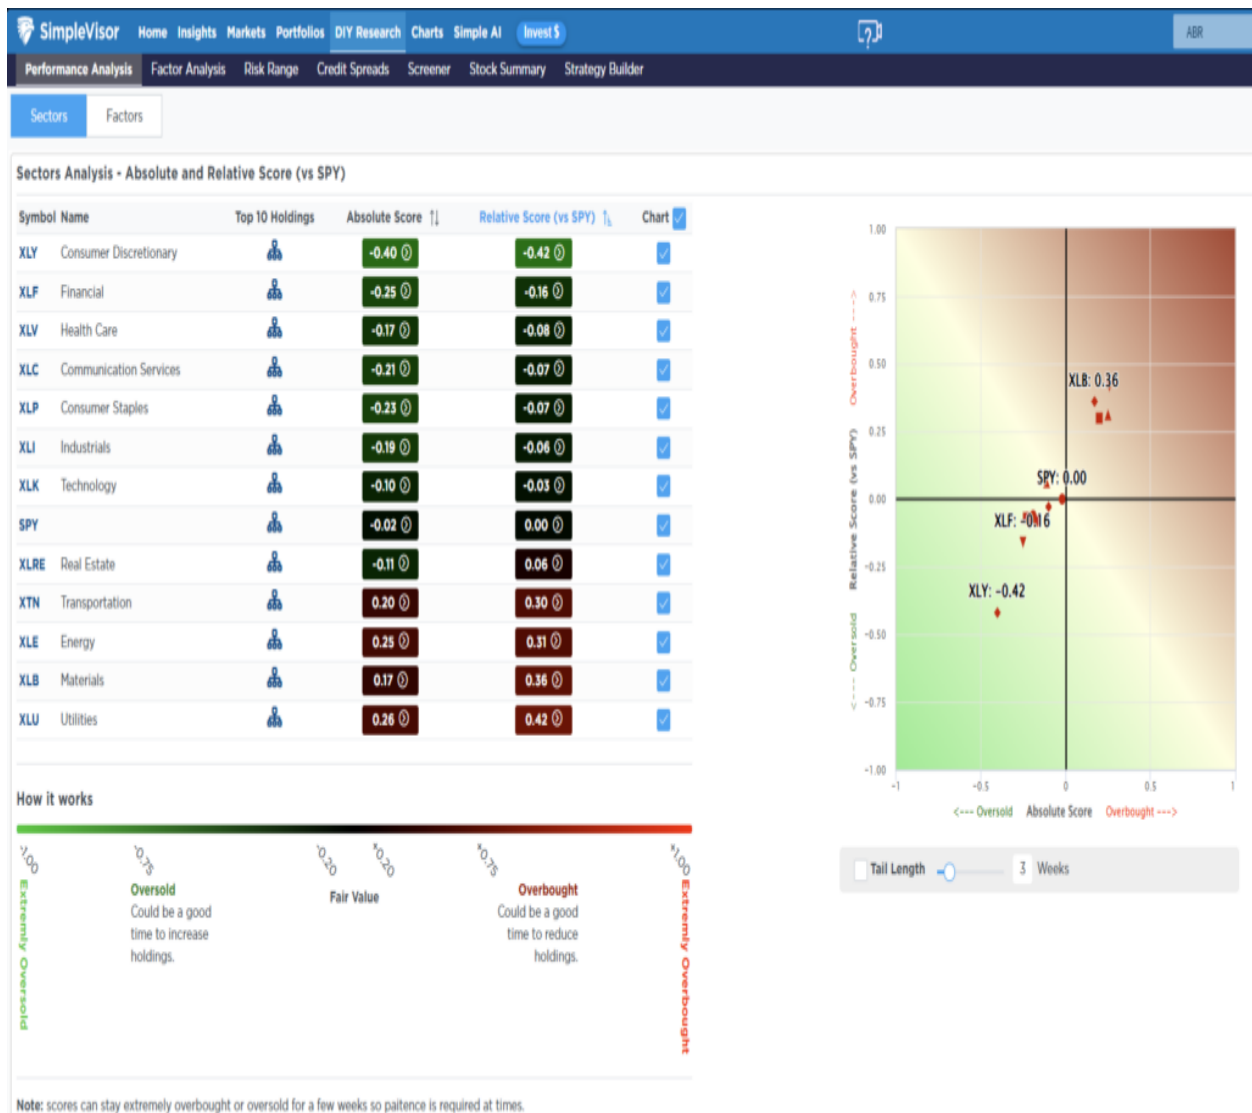 SimpleVisor Home Insights Markets Portfolios DIY Research Charts Simple AI Invest $ ABR
Performance Analysis Factor Analysis Risk Range Credit Spreads Screener Stock Summary Strategy Builder
Sectors Factors
Sectors Analysis - Absolute and Relative Score (vs SPY)
Symbol Name Top 10 Holdings Absolute Score Relative Score (vs SPY) Chart
XLY Consumer Discretionary -0.40 -0.42
XLF Financial -0.25 -0.16
XLV Health Care -0.17 -0.08
XLC Communication Services -0.21 -0.07
XLP Consumer Staples -0.23 -0.07
XLI Industrials -0.19 -0.06
XLK Technology -0.10 -0.03
SPY -0.02 0.00
XLRE Real Estate -0.11 0.06
XTN Transportation 0.20 0.30
XLE Energy 0.25 0.31
XLB Materials 0.17 0.36
XLU Utilities 0.26 0.42
How it works
-1.00 -0.75 -0.20 +0.20 +0.75 +1.00
Extremly Oversold
Oversold
Could be a good
time to increase
holdings.
Fair Value
Overbought
Could be a good
time to reduce
holdings.
Extremly Overbought
Note: scores can stay extremely overbought or oversold for a few weeks so paitence is required at times.
1.00
0.75
0.50
0.25
0.00
-0.25
-0.50
-0.75
-1.00
<--- Oversold Relative Score (vs SPY) Overbought --->
XLB: 0.36
SPY: 0.00
XLF: -0.16
XLY: -0.42
-1 -0.5 0 0.5 1
<--- Oversold Absolute Score Overbought --->
Tail Length 3 Weeks